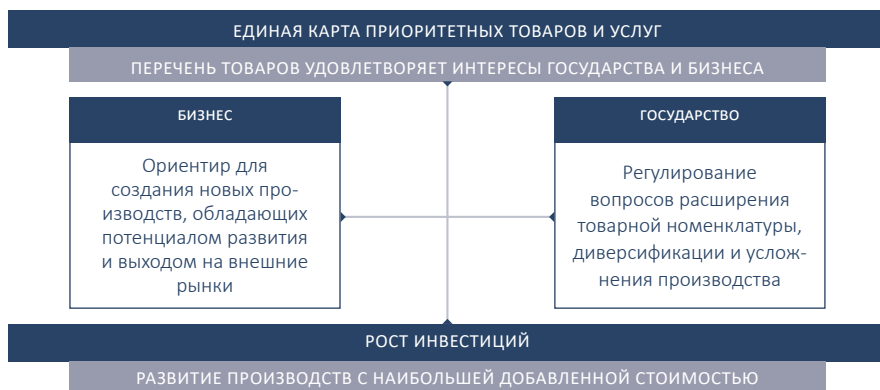 ЕДИНАЯ КАРТА ПРИОРИТЕТНЫХ ТОВАРОВ И УСЛУГ
ПЕРЕЧЕНЬ ТОВАРОВ УДОВЛЕТВОРЯЕТ ИНТЕРЕСЫ ГОСУДАРСТВА И БИЗНЕСА
БИЗНЕС
Ориентир для
создания новых про-
изводств, обладающих
потенциалом развития
и выходом на внешние
рынки
ГОСУДАРСТВО
Регулирование
вопросов расширения
товарной номенклатуры,
диверсификации и услож-
нения производства
РОСТ ИНВЕСТИЦИЙ
РАЗВИТИЕ ПРОИЗВОДСТВ С НАИБОЛЬШЕЙ ДОБАВЛЕННОЙ СТОИМОСТЬЮ